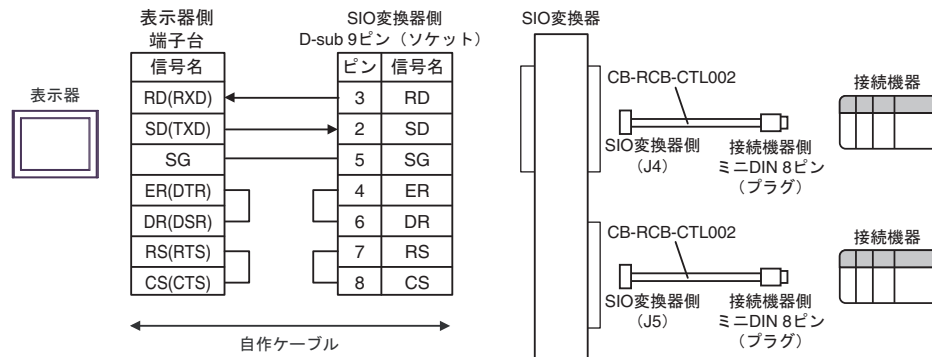 表示器
表示器側
端子台
信号名
RD(RXD)
SD(TXD)
SG
ER(DTR)
DR(DSR)
RS(RTS)
CS(CTS)
SIO変換器側
D-sub 9ピン（ソケット）
ピン 信号名
3 RD
2 SD
5 SG
4 ER
6 DR
7 RS
8 CS
自作ケーブル
SIO変換器
CB-RCB-CTL002
SIO変換器側
（J4）
接続機器側
ミニDIN 8ピン
（プラグ）
接続機器
CB-RCB-CTL002
SIO変換器側
（J5）
接続機器側
ミニDIN 8ピン
（プラグ）
接続機器